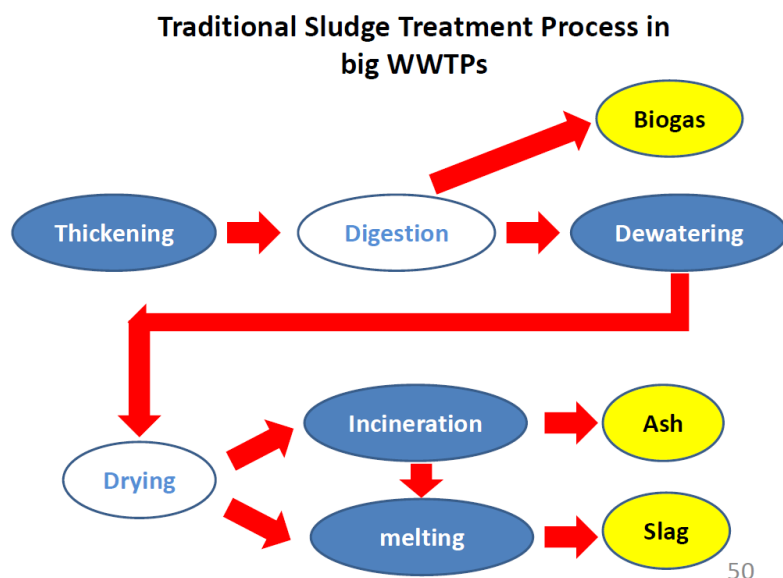 Traditional Sludge Treatment Process in
big WWTPs
Biogas
Thickening
Digestion
Dewatering
Incineration
Ash
Drying
melting
Slag
50